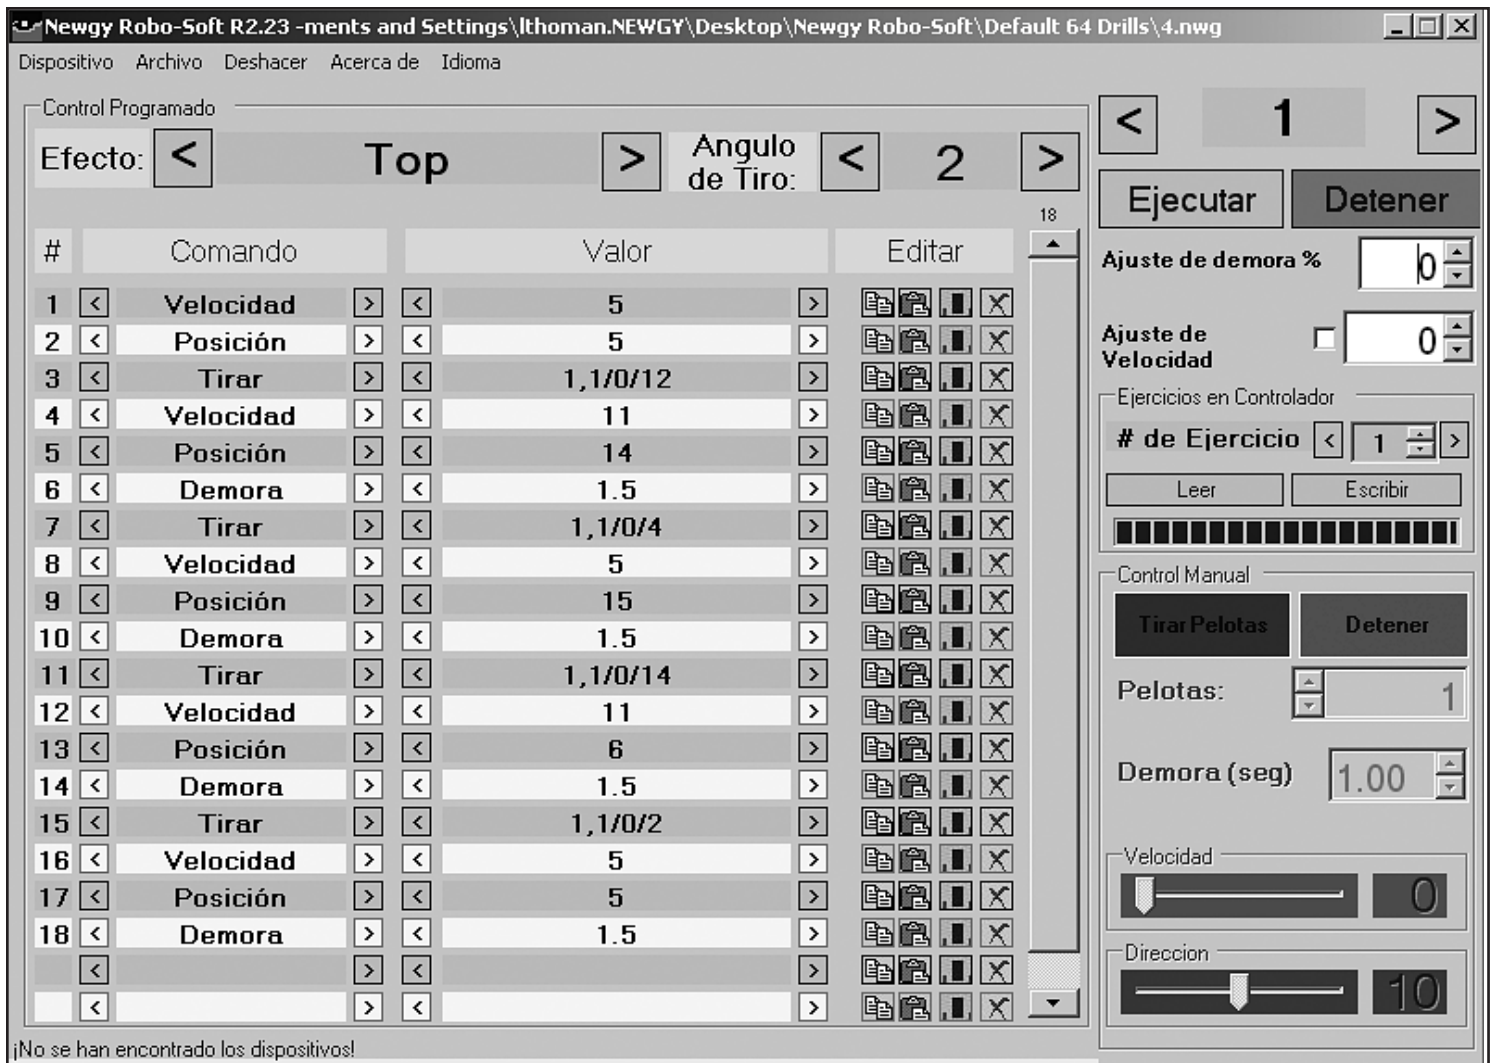 Newgy Robo-Soft R2.23 -ments and Settings\lthoman.NEWGY\Desktop\Newgy Robo-Soft\Default 64 Drills\4.nwg
Dispositivo Archivo Deshacer Acerca de Idioma
Control Programado
Efecto: < Top > Angulo de Tiro: < 2 >
18
# Comando Valor Editar
1 < Velocidad > < 5 >
2 < Posición > < 5 >
3 < Tirar > < 1,1/0/12 >
4 < Velocidad > < 11 >
5 < Posición > < 14 >
6 < Demora > < 1.5 >
7 < Tirar > < 1,1/0/4 >
8 < Velocidad > < 5 >
9 < Posición > < 15 >
10 < Demora > < 1.5 >
11 < Tirar > < 1,1/0/14 >
12 < Velocidad > < 11 >
13 < Posición > < 6 >
14 < Demora > < 1.5 >
15 < Tirar > < 1,1/0/2 >
16 < Velocidad > < 5 >
17 < Posición > < 5 >
18 < Demora > < 1.5 >
< > < >
< > < >
< 1 >
Ejecutar Detener
Ajuste de demora % 0
Ajuste de
Velocidad 0
Ejercicios en Controlador
# de Ejercicio < 1 >
Leer Escribir
Control Manual
Tirar Pelotas Detener
Pelotas: 1
Demora (seg) 1.00
Velocidad
0
Direccion
10
¡No se han encontrado los dispositivos!